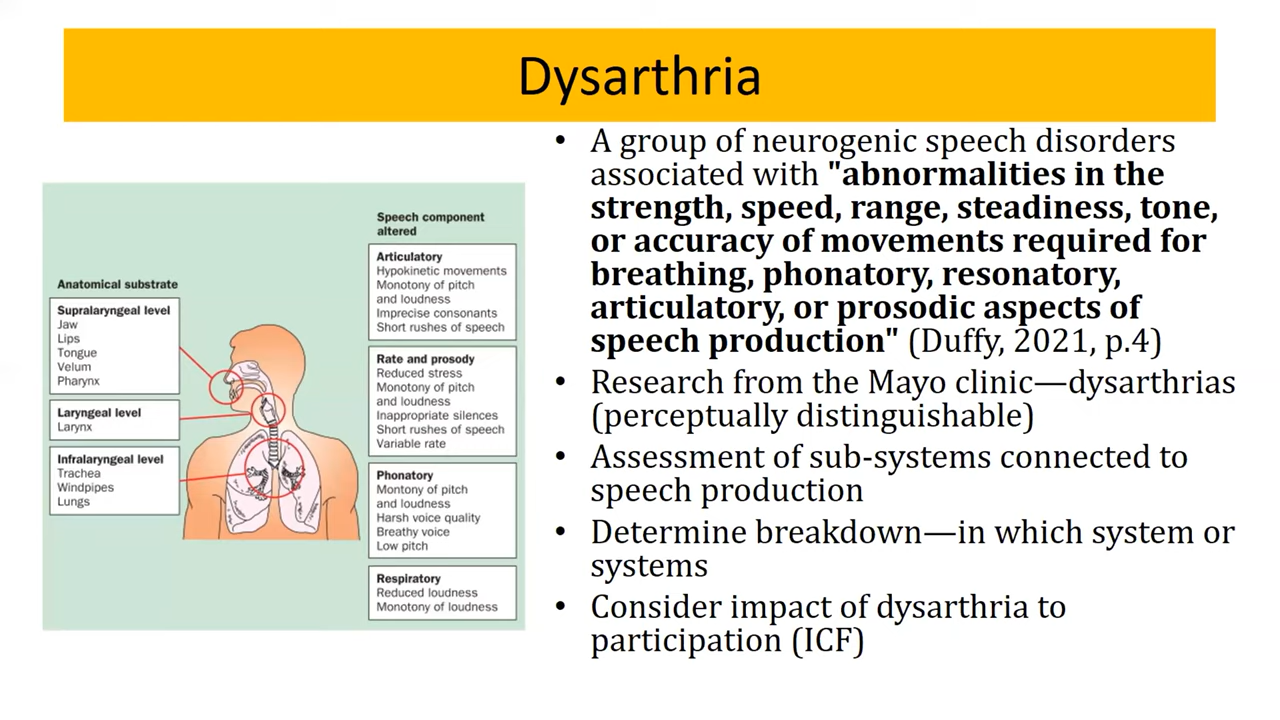 Dysarthria
Anatomical substrate
Supralaryngeal level
Jaw
Lips
Tongue
Velum
Pharynx
Laryngeal level
Larynx
Infralaryngeal level
Trachea
Windpipes
Lungs
Speech component
altered
Articulatory
Hypokinetic movements
Monotony of pitch
and loudness
Imprecise consonants
Short rushes of speech
Rate and prosody
Reduced stress
Monotony of pitch
and loudness
Inappropriate silences
Short rushes of speech
Variable rate
Phonatory
Montony of pitch
and loudness
Harsh voice quality
Breathy voice
Low pitch
Respiratory
Reduced loudness
Monotony of loudness
• A group of neurogenic speech disorders
associated with "abnormalities in the
strength, speed, range, steadiness, tone,
or accuracy of movements required for
breathing, phonatory, resonatory,
articulatory, or prosodic aspects of
speech production" (Duffy, 2021, p.4)
• Research from the Mayo clinic—dysarthrias
(perceptually distinguishable)
• Assessment of sub-systems connected to
speech production
• Determine breakdown—in which system or
systems
• Consider impact of dysarthria to
participation (ICF)